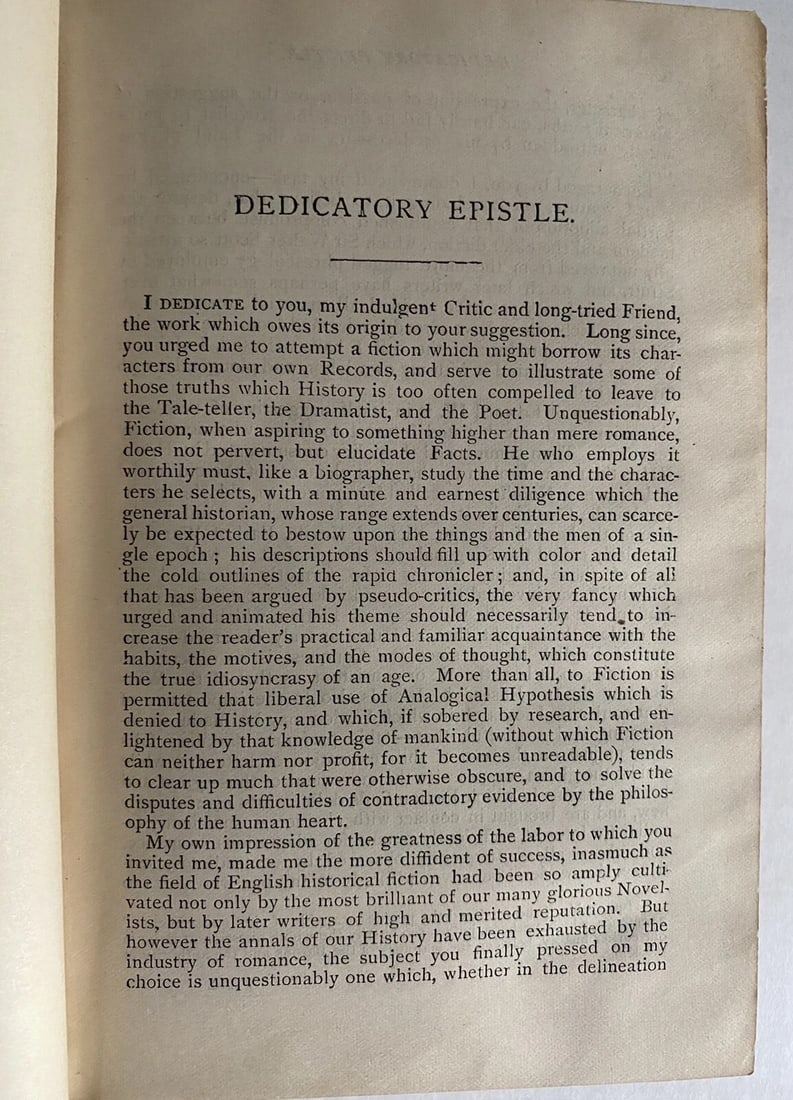 DEDICATORY EPISTLE.
I DEDICATE to you, my indulgent Critic and long-tried Friend,
the work which owes its origin to your suggestion. Long since,
you urged me to attempt a fiction which might borrow its char-
acters from our own Records, and serve to illustrate some of
those truths which History is too often compelled to leave to
the Tale-teller, the Dramatist, and the Poet. Unquestionably,
Fiction, when aspiring to something higher than mere romance,
does not pervert, but elucidate Facts. He who employs it
worthily must, like a biographer, study the time and the charac-
ters he selects, with a minute and earnest diligence which the
general historian, whose range extends over centuries, can scarce-
ly be expected to bestow upon the things and the men of a sin-
gle epoch ; his descriptions should fill up with color and detail
the cold outlines of the rapid chronicler ; and, in spite of all
that has been argued by pseudo-critics, the very fancy which
urged and animated his theme should necessarily tend to in-
crease the reader's practical and familiar acquaintance with the
habits, the motives, and the modes of thought, which constitute
the true idiosyncrasy of an age. More than all, to Fiction is
permitted that liberal use of Analogical Hypothesis which is
denied to History, and which, if sobered by research, and en-
lightened by that knowledge of mankind (without which Fiction
can neither harm nor profit, for it becomes unreadable), tends
to clear up much that were otherwise obscure, and to solve the
disputes and difficulties of contradictory evidence by the philos-
ophy of the human heart.
My own impression of the greatness of the labor to which you
invited me, made me the more diffident of success, inasmuch as
the field of English historical fiction had been so amply culti-
vated not only by the most brilliant of our many glorious Novel-
ists, but by later writers of high and merited reputation. But
however the annals of our History have been exhausted by the
industry of romance, the subject you finally pressed on my
choice is unquestionably one which, whether in the delineation